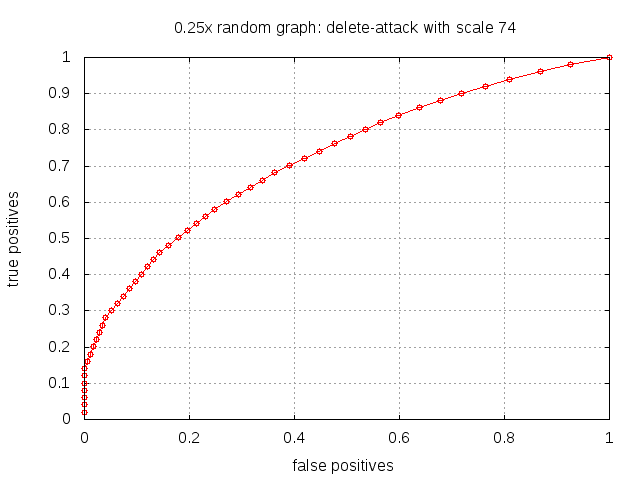 0.25x random graph: delete-attack with scale 74
1
0.9
0.8
0.7
0.6
0.5
0.4
0.3
0.2
0.1
0
true positives
0 0.2 0.4 0.6 0.8 1
false positives